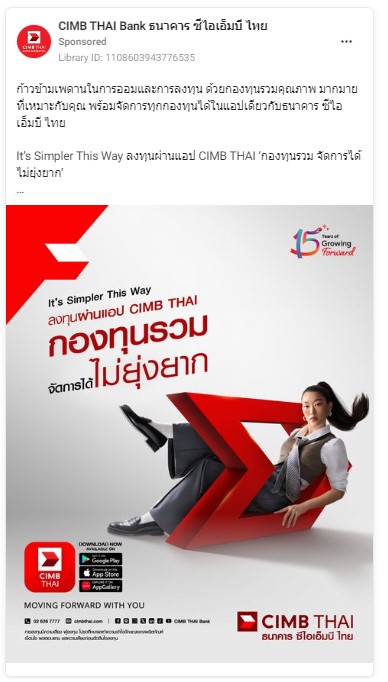 CIMB THAI Bank ธนาคาร ซีไอเอ็มบี ไทย
Sponsored
Library ID: 1108603943776535
ก้าวข้ามเพดานในการออมและการลงทุน ด้วยกองทุนรวมคุณภาพ มากมาย
ที่เหมาะกับคุณ พร้อมจัดการทุกกองทุนได้ในแอปเดียวกับธนาคาร ซีไอ
เอ็มบี ไทย
It's Simpler This Way ลงทุนผ่านแอป CIMB THAI 'กองทุนรวม จัดการได้
ไม่ยุ่งยาก'
...
15 Years of
Growing
Forward
It's Simpler This Way
ลงทุนผ่านแอป CIMB THAI
กองทุนรวม
จัดการได้ไม่ยุ่งยาก
CIMB
THAI
DOWNLOAD NOW
AVAILABLE ON
Google Play
App Store
AppGallery
MOVING FORWARD WITH YOU
02 626 7777 cimbthai.com CIMB THAI Bank
CIMB THAI
ธนาคาร ซีไอเอ็มบี ไทย